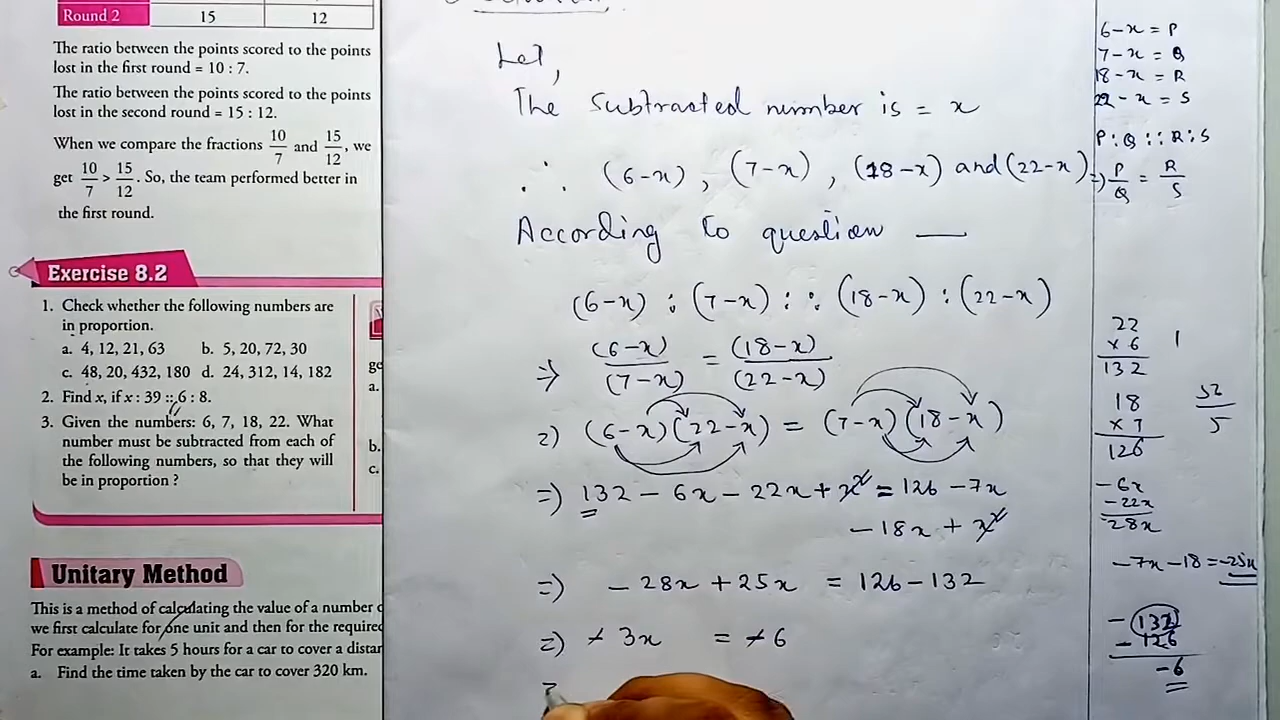 Round 2 15 12
The ratio between the points scored to the points
lost in the first round = 10 : 7.
The ratio between the points scored to the points
lost in the second round = 15 : 12.
When we compare the fractions 10/7 and 15/12, we
get 10/7 > 15/12. So, the team performed better in
the first round.
Exercise 8.2
1. Check whether the following numbers are
in proportion.
a. 4, 12, 21, 63 b. 5, 20, 72, 30
c. 48, 20, 432, 180 d. 24, 312, 14, 182
2. Find x, if x : 39 :: 6 : 8.
3. Given the numbers: 6, 7, 18, 22. What
number must be subtracted from each of
the following numbers, so that they will
be in proportion ?
ge
a.
b.
c.
Unitary Method
This is a method of calculating the value of a number
we first calculate for one unit and then for the required
For example: It takes 5 hours for a car to cover a distan
a. Find the time taken by the car to cover 320 km.
Let,
The subtracted number is = x
∴ (6-x), (7-x), (18-x) and (22-x)
According to question —
(6-x) : (7-x) :: (18-x) : (22-x)
⇒ (6-x)/(7-x) = (18-x)/(22-x)
⇒ (6-x)(22-x) = (7-x)(18-x)
⇒ 132 - 6x - 22x + x² = 126 - 7x
- 18x + x²
⇒ - 28x + 25x = 126 - 132
⇒ - 3x = - 6
6-x = P
7-x = Q
18-x = R
22-x = S
P : Q :: R : S
⇒ P/Q = R/S
22
× 6
132
1
18
× 7
126
52
5
-6x
-22x
-28x
-7x-18=-25x
-132
-126
-6